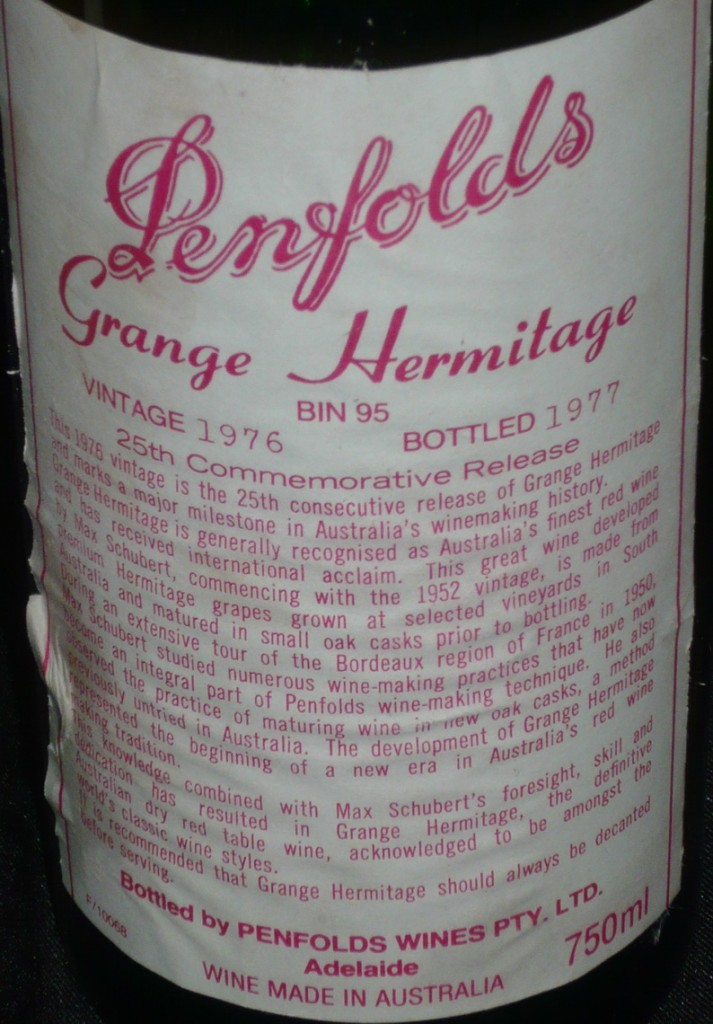 Penfolds
Grange Hermitage
VINTAGE 1976 BIN 95 BOTTLED 1977
25th Commemorative Release
This 1976 vintage is the 25th consecutive release of Grange Hermitage
and marks a major milestone in Australia's winemaking history.
Grange Hermitage is generally recognised as Australia's finest red wine
and has received international acclaim. This great wine developed
by Max Schubert, commencing with the 1952 vintage, is made from
premium Hermitage grapes grown at selected vineyards in South
Australia and matured in small oak casks prior to bottling.
During an extensive tour of the Bordeaux region of France in 1950,
Max Schubert studied numerous wine-making practices that have now
become an integral part of Penfolds wine-making technique. He also
observed the practice of maturing wine in new oak casks, a method
previously untried in Australia. The development of Grange Hermitage
represented the beginning of a new era in Australia's red wine
making tradition.
This knowledge combined with Max Schubert's foresight, skill and
dedication has resulted in Grange Hermitage, the definitive
Australian dry red table wine, acknowledged to be amongst the
world's classic wine styles.
It is recommended that Grange Hermitage should always be decanted
before serving.
Bottled by PENFOLDS WINES PTY. LTD.
Adelaide
750ml
WINE MADE IN AUSTRALIA